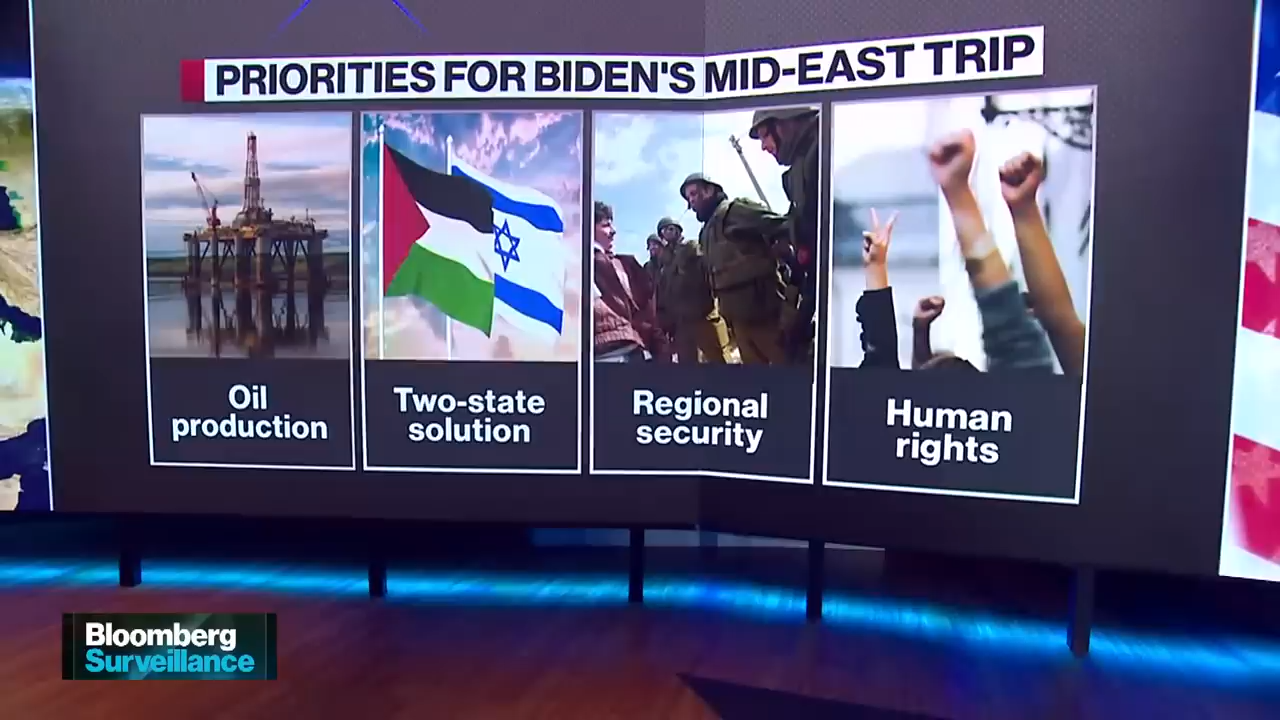 PRIORITIES FOR BIDEN'S MID-EAST TRIP
Oil
production
Two-state
solution
Regional
security
Human
rights
Bloomberg
Surveillance